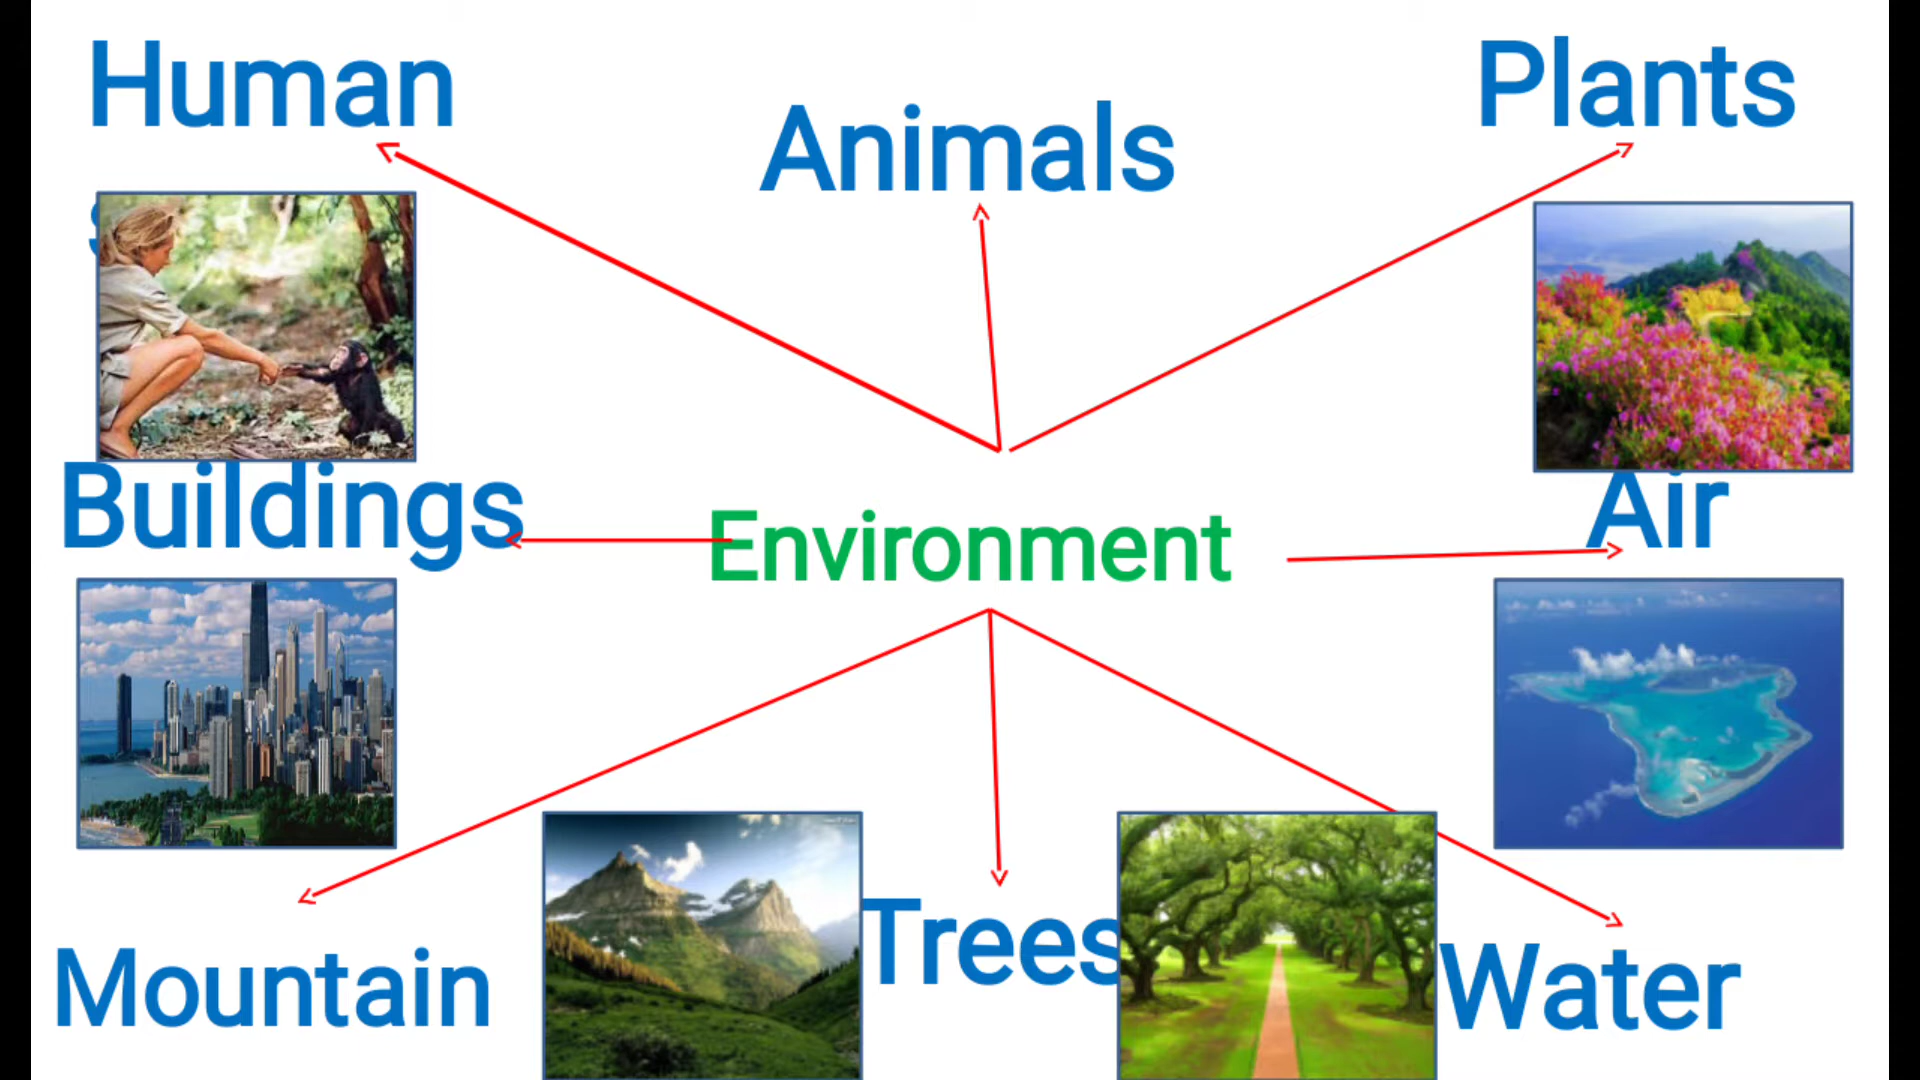 Human
Animals
Plants
Buildings
Environment
Air
Mountain
Trees
Water